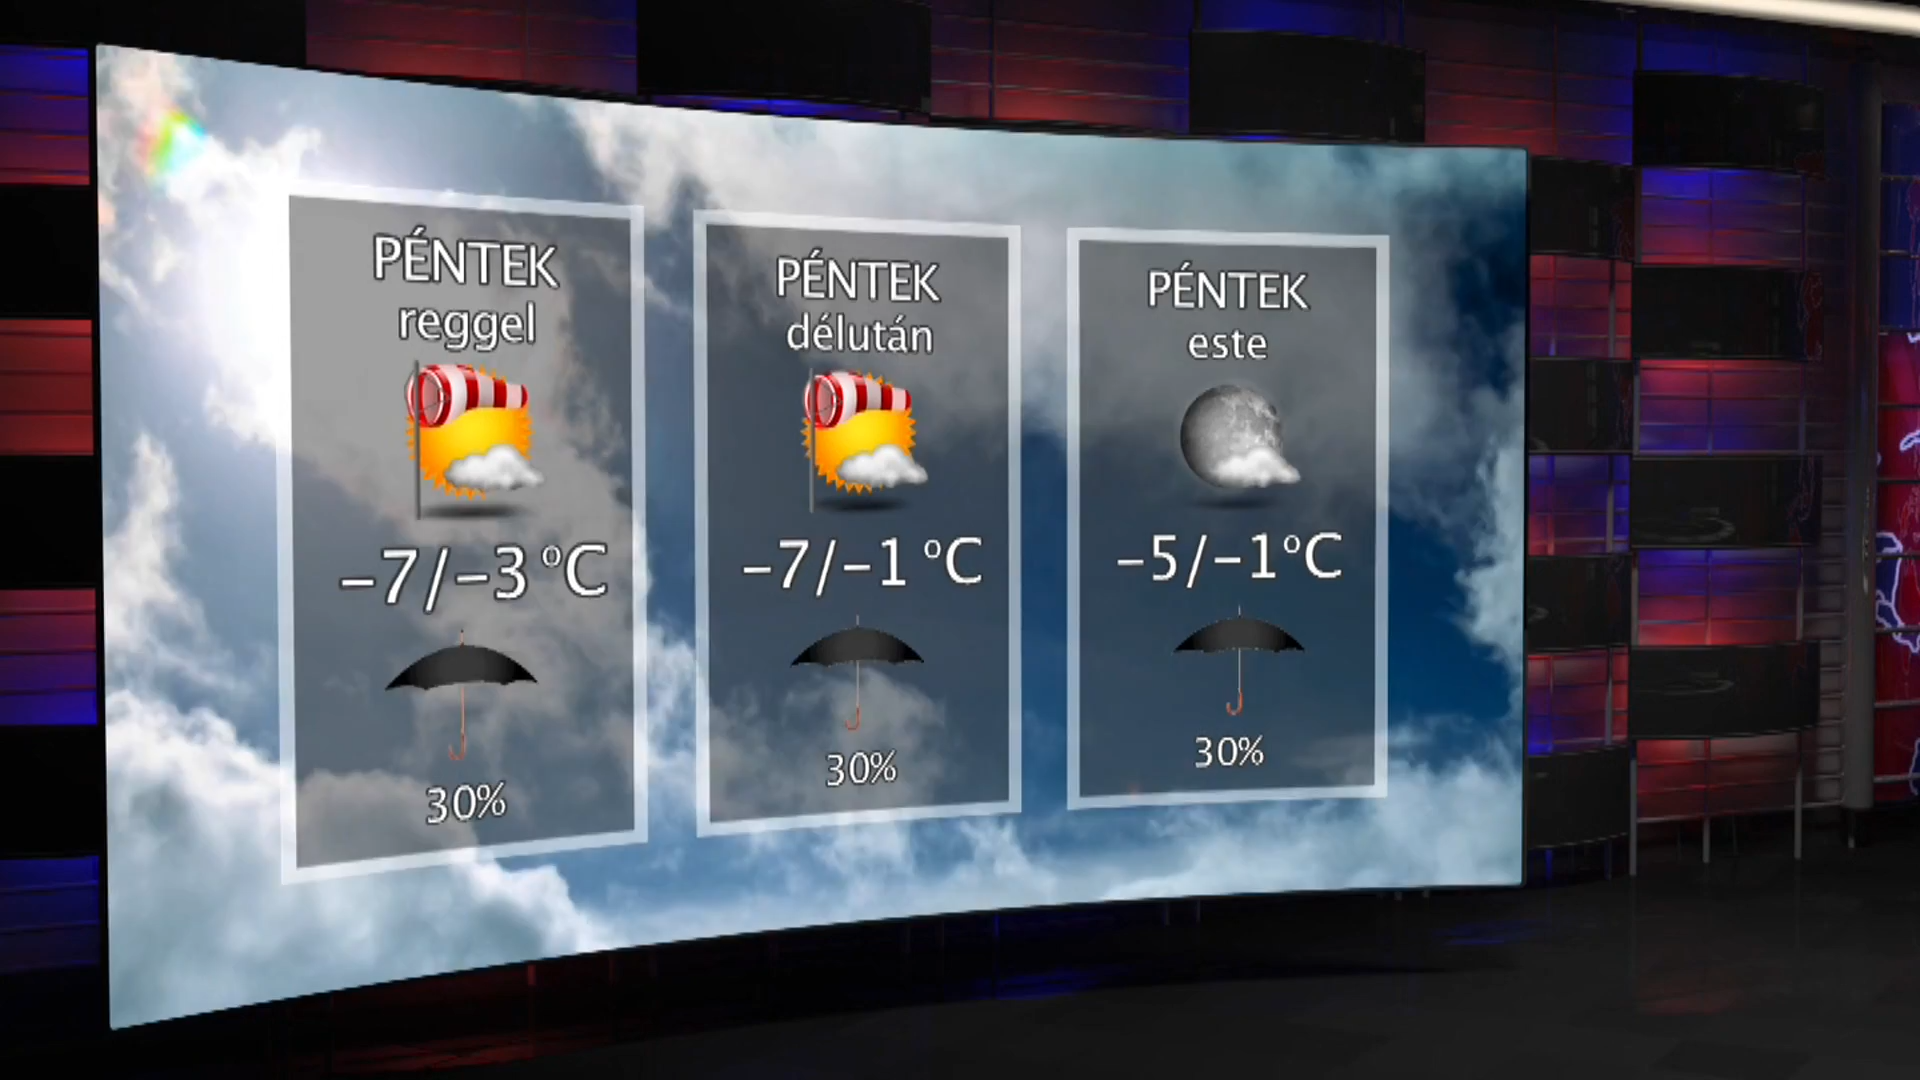 PÉNTEK
reggel
–7/–3 °C
30%
PÉNTEK
délután
–7/–1 °C
30%
PÉNTEK
este
–5/–1°C
30%